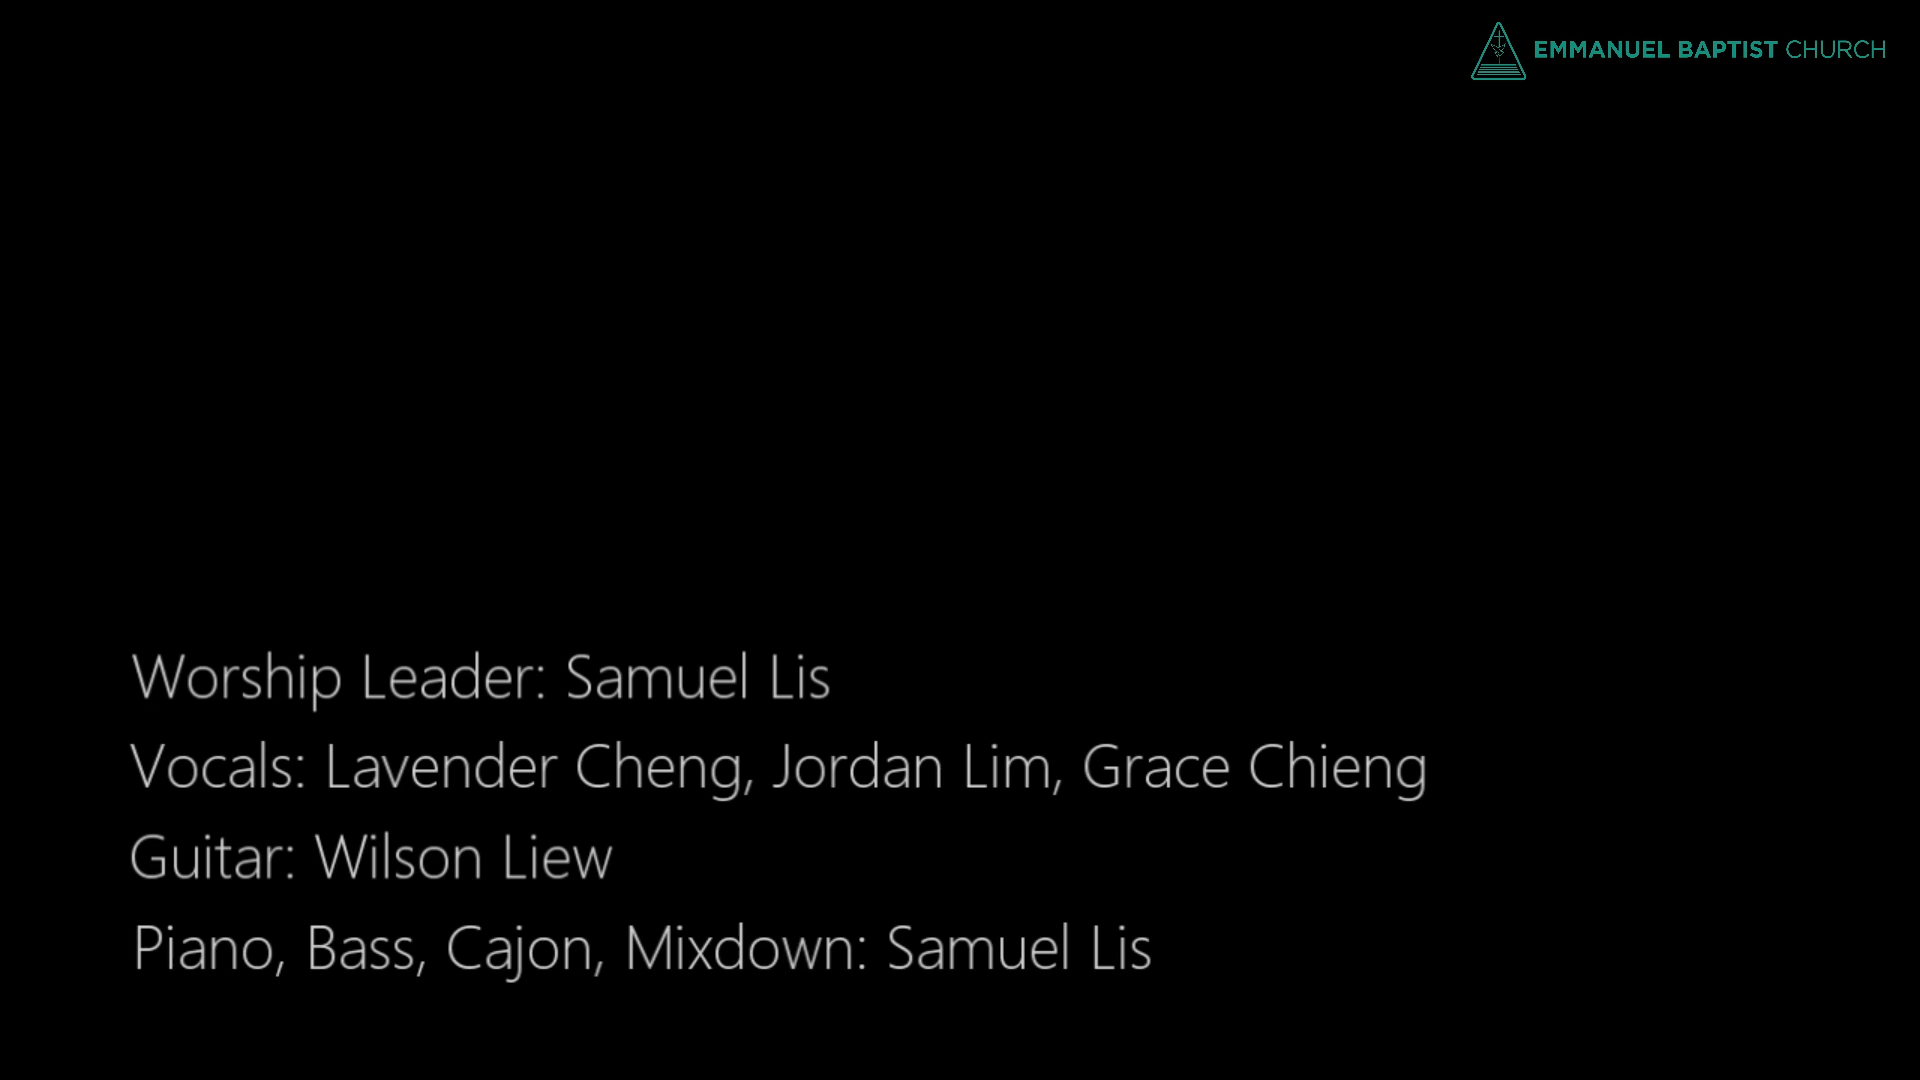 EMMANUEL BAPTIST CHURCH
Worship Leader: Samuel Lis
Vocals: Lavender Cheng, Jordan Lim, Grace Chieng
Guitar: Wilson Liew
Piano, Bass, Cajon, Mixdown: Samuel Lis